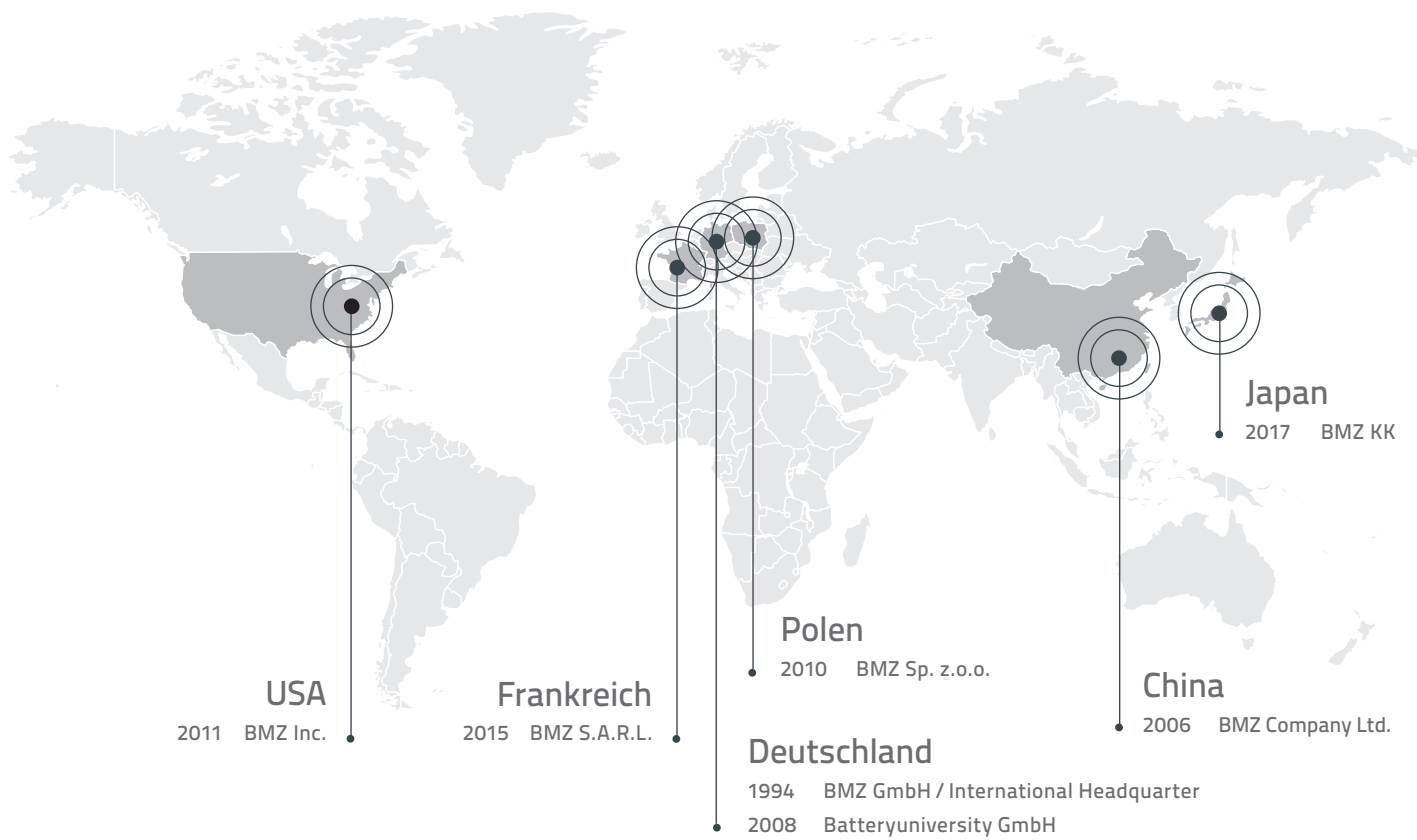 Japan
2017 BMZ KK
Polen
2010 BMZ Sp. z.o.o.
USA
2011 BMZ Inc.
Frankreich
2015 BMZ S.A.R.L.
China
2006 BMZ Company Ltd.
Deutschland
1994 BMZ GmbH / International Headquarter
2008 Batteryuniversity GmbH